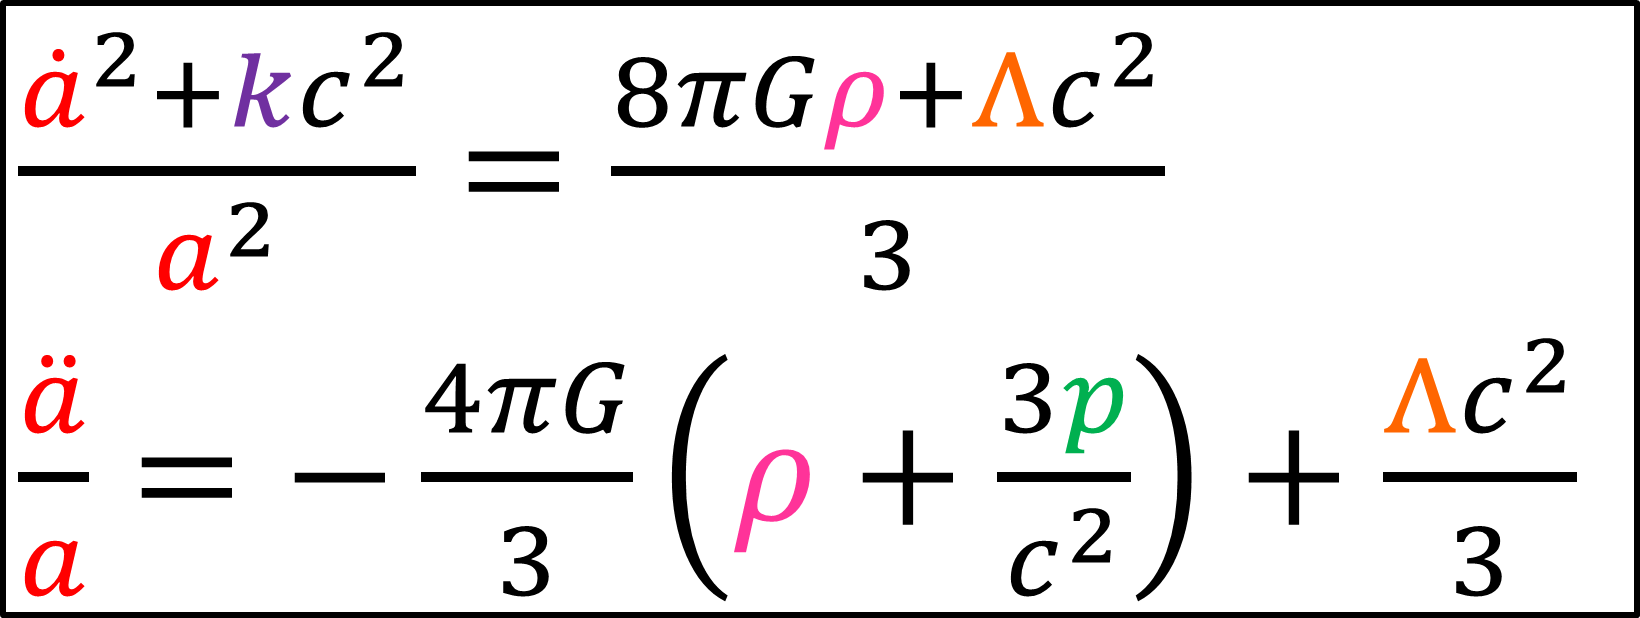 (ȧ² + kc²)/a² = (8πGρ + Λc²)/3
ä/a = −(4πG/3)(ρ + 3p/c²) + Λc²/3